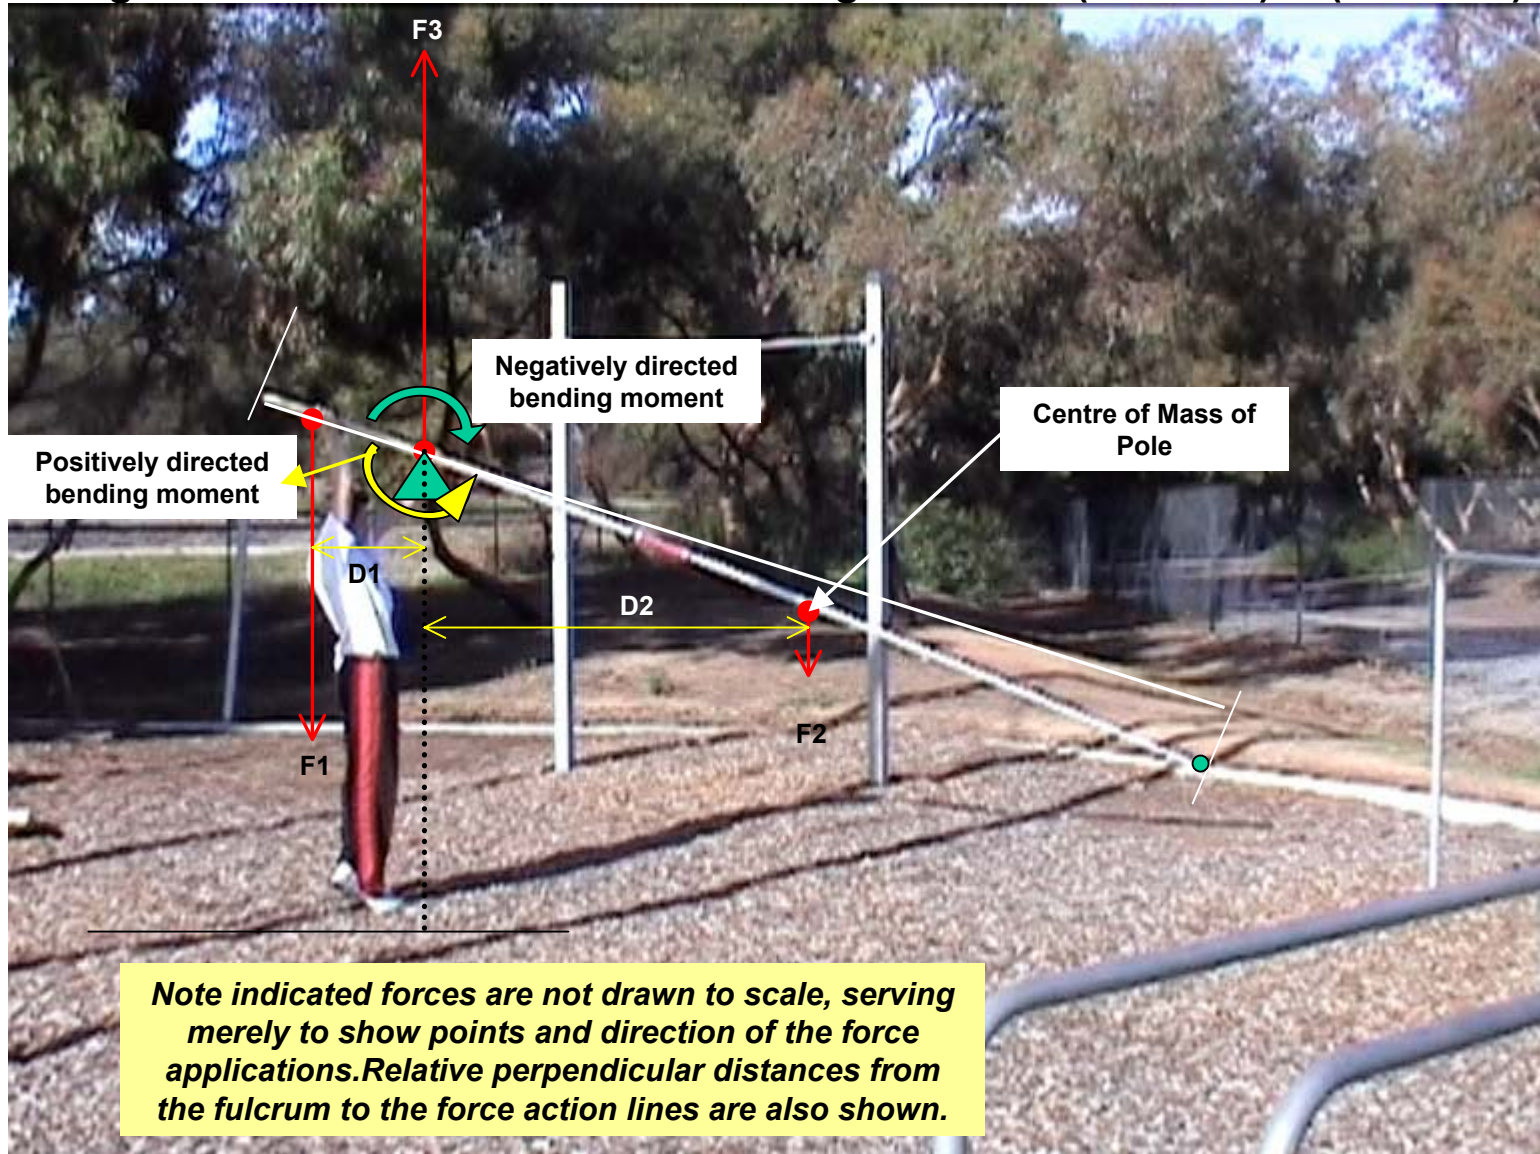 F3
Negatively directed
bending moment
Centre of Mass of
Pole
Positively directed
bending moment
D1
D2
F2
F1
Note indicated forces are not drawn to scale, serving
merely to show points and direction of the force
applications.Relative perpendicular distances from
the fulcrum to the force action lines are also shown.